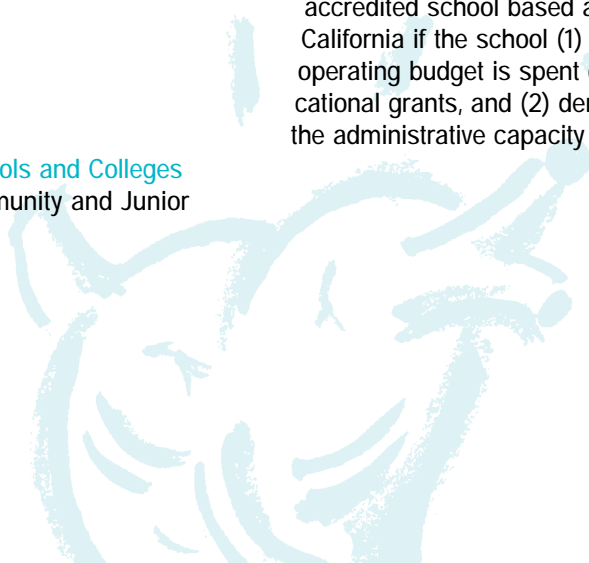 ols and Colleges
munity and Junior
accredited school based a
California if the school (1)
operating budget is spent
cational grants, and (2) der
the administrative capacity